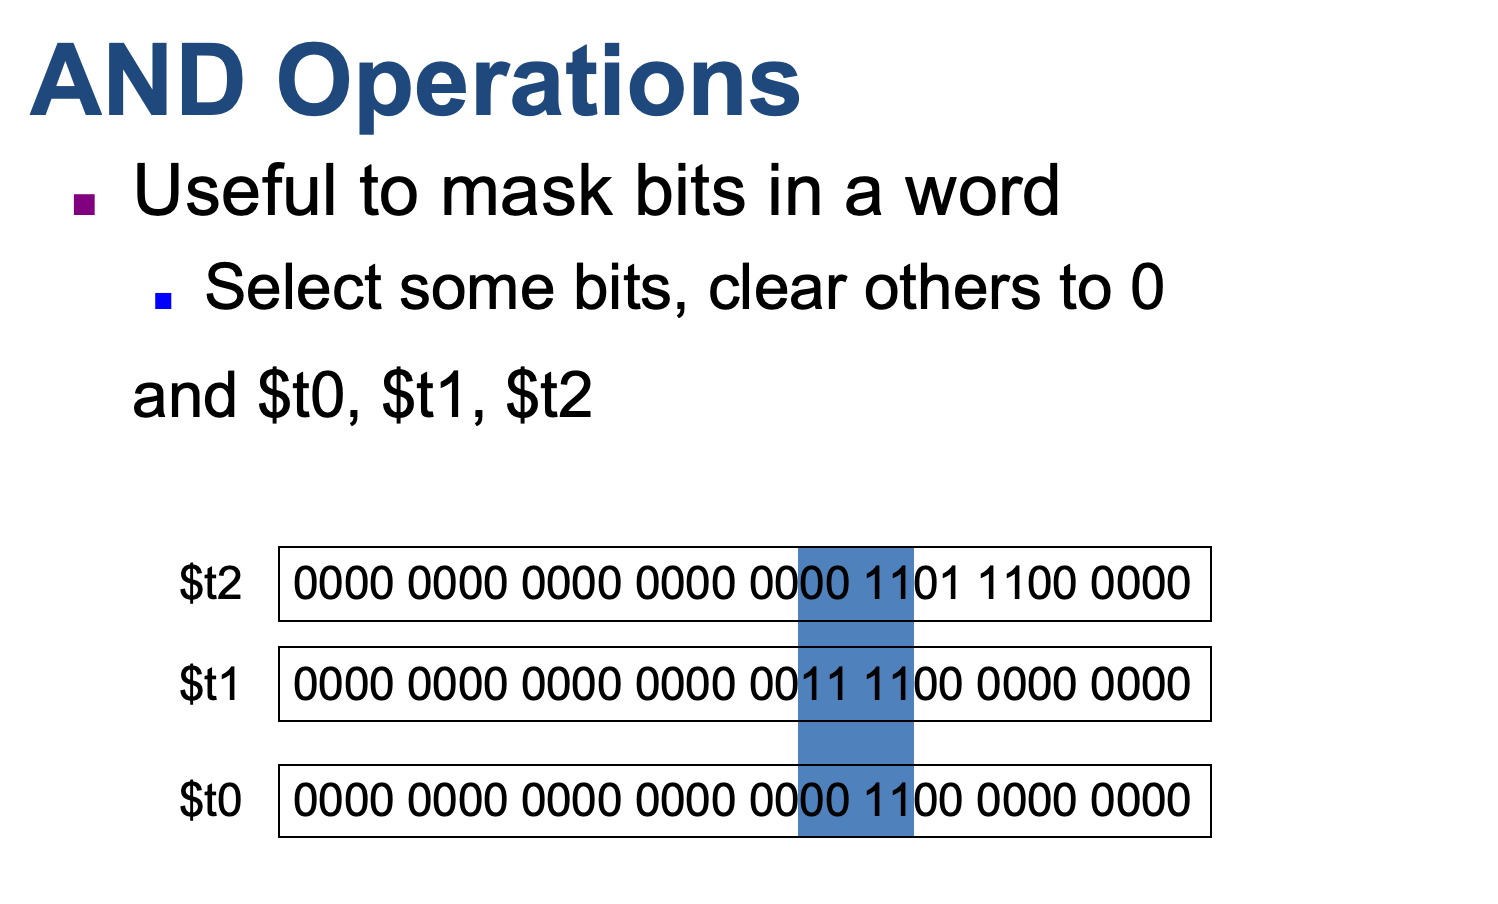 AND Operations
Useful to mask bits in a word
Select some bits, clear others to 0
and $t0, $t1, $t2
$t2 0000 0000 0000 0000 0000 1101 1100 0000
$t1 0000 0000 0000 0000 0011 1100 0000 0000
$t0 0000 0000 0000 0000 0000 1100 0000 0000